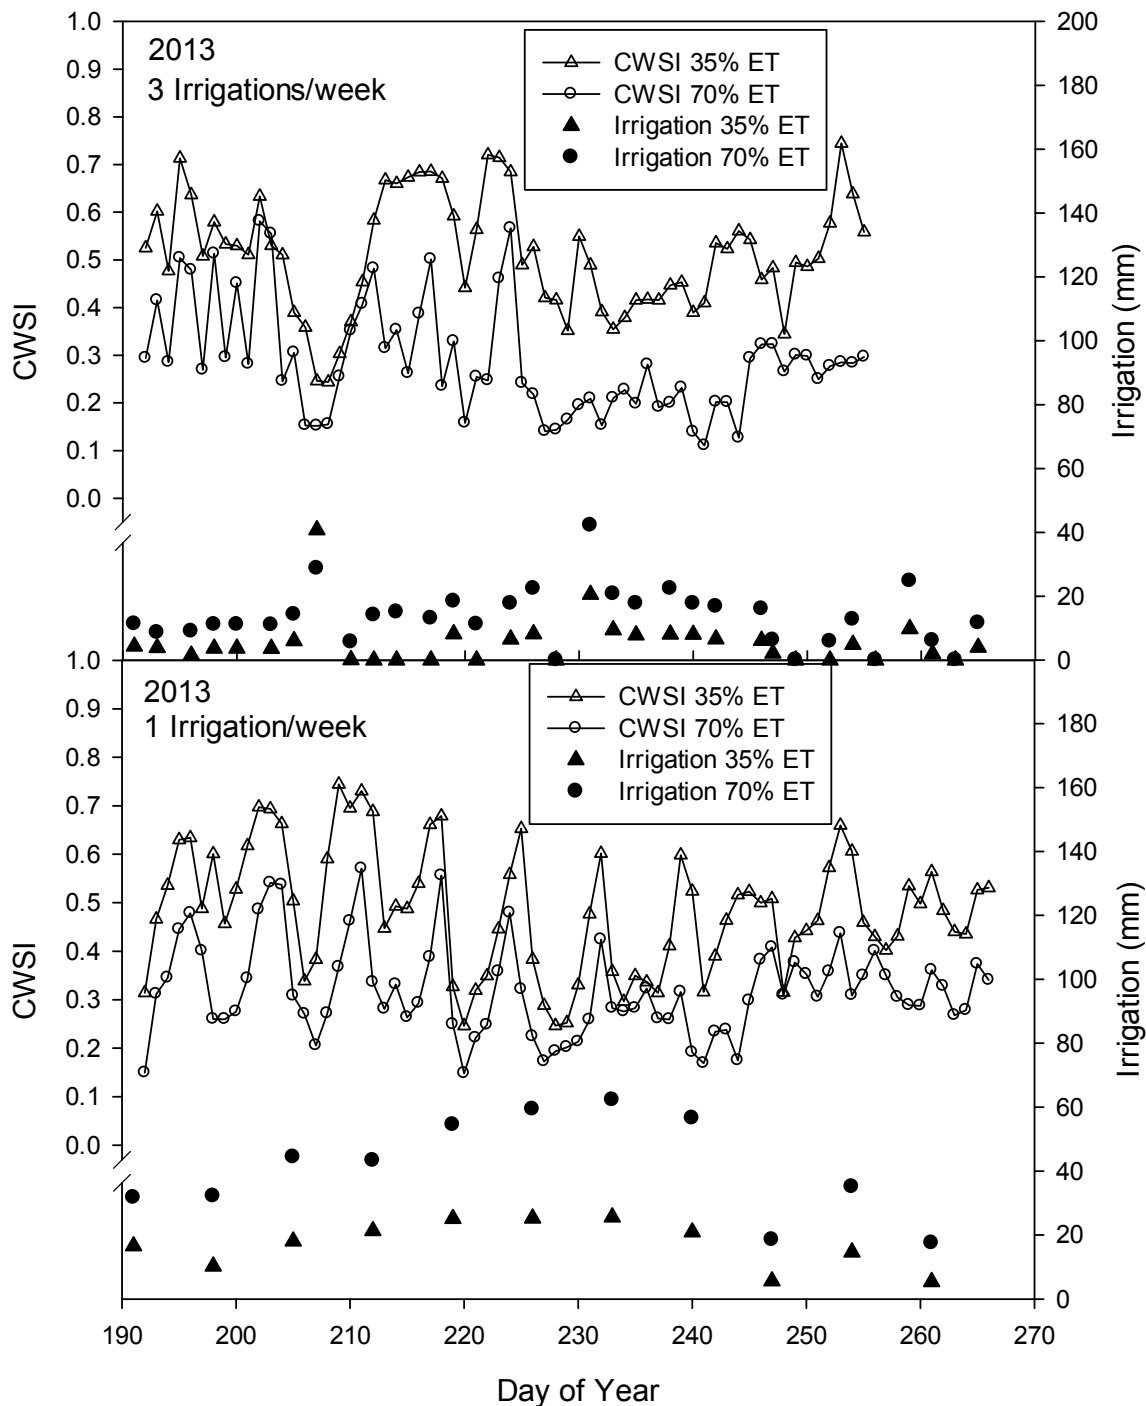 2013
3 Irrigations/week
CWSI 35% ET
CWSI 70% ET
Irrigation 35% ET
Irrigation 70% ET
1.0
0.9
0.8
0.7
0.6
0.5
0.4
0.3
0.2
0.1
0.0
CWSI
200
180
160
140
120
100
80
60
40
20
0
Irrigation (mm)
2013
1 Irrigation/week
CWSI 35% ET
CWSI 70% ET
Irrigation 35% ET
Irrigation 70% ET
1.0
0.9
0.8
0.7
0.6
0.5
0.4
0.3
0.2
0.1
0.0
CWSI
180
160
140
120
100
80
60
40
20
0
Irrigation (mm)
190 200 210 220 230 240 250 260 270
Day of Year